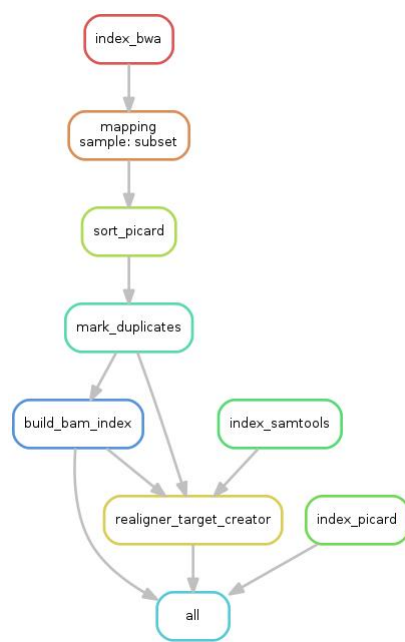 index_bwa
mapping
sample: subset
sort_picard
mark_duplicates
build_bam_index
index_samtools
realigner_target_creator
index_picard
all